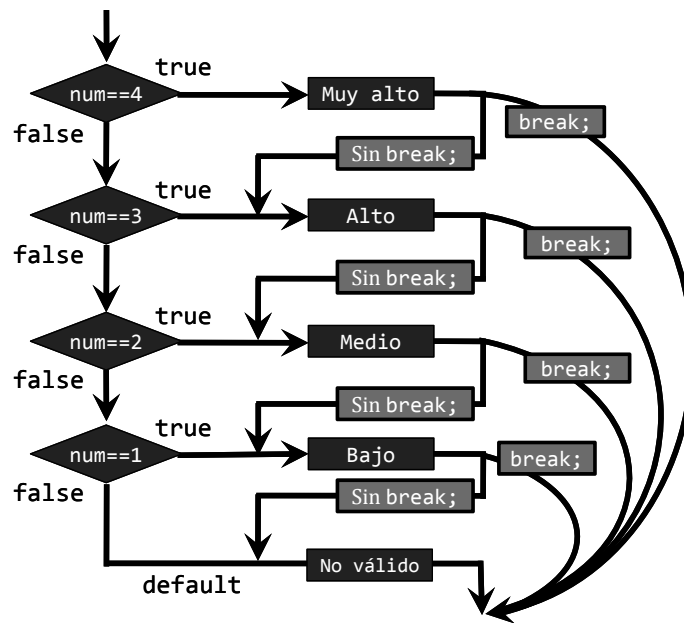 true
num==4
Muy alto
break;
false
Sin break;
true
num==3
Alto
break;
false
Sin break;
true
num==2
Medio
break;
false
Sin break;
true
num==1
Bajo
break;
false
Sin break;
No válido
default